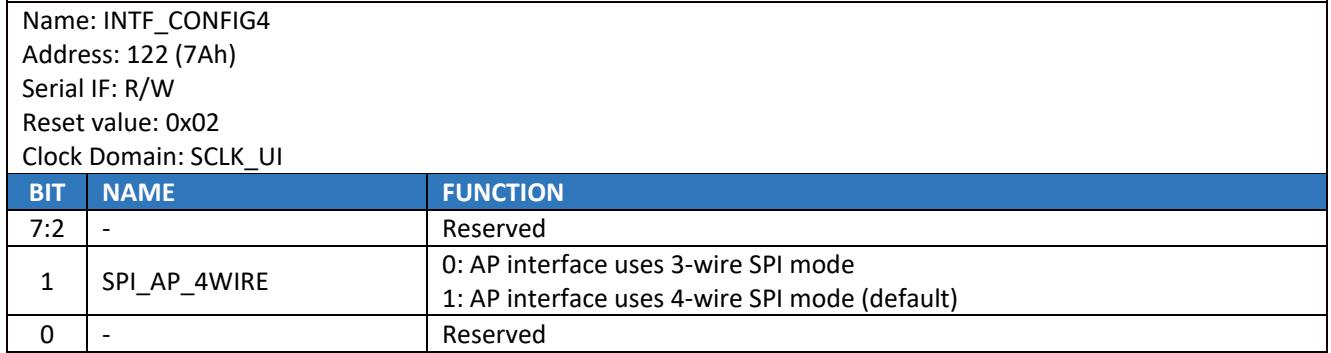 Name: INTF_CONFIG4
Address: 122 (7Ah)
Serial IF: R/W
Reset value: 0x02
Clock Domain: SCLK_UI
BIT NAME FUNCTION
7:2 - Reserved
1 SPI_AP_4WIRE 0: AP interface uses 3-wire SPI mode
1: AP interface uses 4-wire SPI mode (default)
0 - Reserved